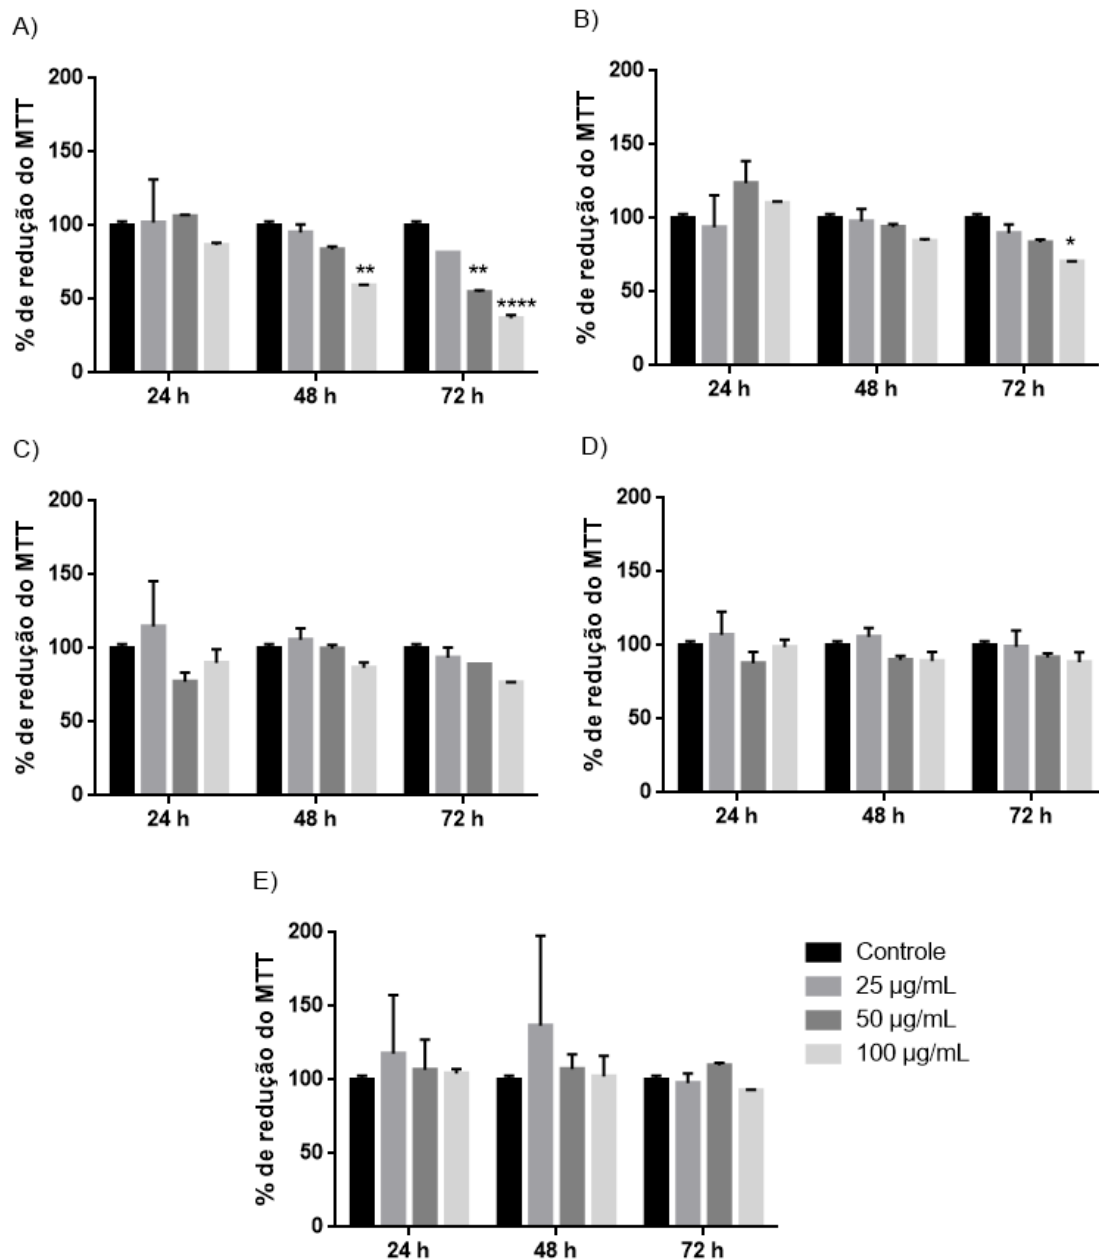 A)
% de redução do MTT
200
150
100
50
0
**
**
****
24 h
48 h
72 h
B)
% de redução do MTT
200
150
100
50
0
*
24 h
48 h
72 h
C)
% de redução do MTT
200
150
100
50
0
24 h
48 h
72 h
D)
% de redução do MTT
200
150
100
50
0
24 h
48 h
72 h
E)
% de redução do MTT
200
150
100
50
0
24 h
48 h
72 h
Controle
25 µg/mL
50 µg/mL
100 µg/mL